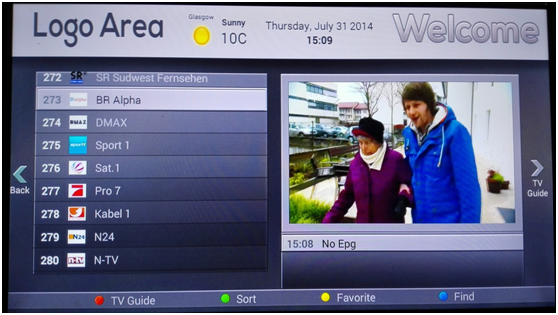 Logo Area
Glasgow
Sunny
10C
Thursday, July 31 2014
15:09
Welcome
272 SR SR Sudwest Fernsehen
273 BR Alpha
274 DMAX DMAX
275 Sport 1
276 Sat.1
277 Pro 7
278 Kabel 1
279 N24 N24
280 n-tv N-TV
Back
TV
Guide
15:08 No Epg
TV Guide
Sort
Favorite
Find